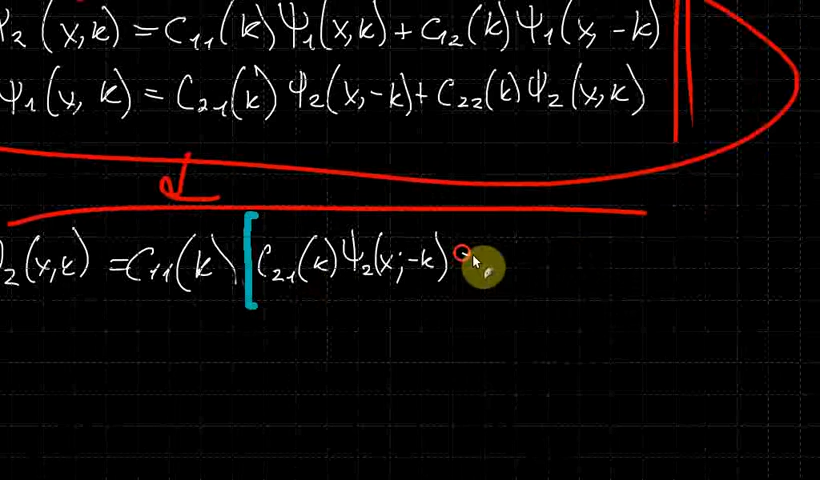 Ψ₂(x,k) = C₁₁(k)Ψ₁(x,k) + C₁₂(k)Ψ₁(x, -k)
Ψ₁(x, k) = C₂₁(k) Ψ₂(x,-k) + C₂₂(k)Ψ₂(x,k)
Ψ₂(x,k) = C₁₁(k) [ C₂₁(k)Ψ₂(x;-k)